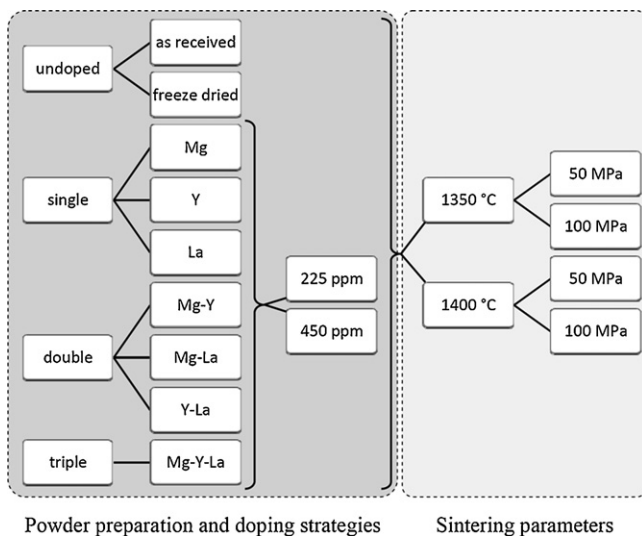 undoped
as received
freeze dried
single
Mg
Y
La
double
Mg-Y
Mg-La
Y-La
triple
Mg-Y-La
225 ppm
450 ppm
1350 °C
50 MPa
100 MPa
1400 °C
50 MPa
100 MPa
Powder preparation and doping strategies
Sintering parameters